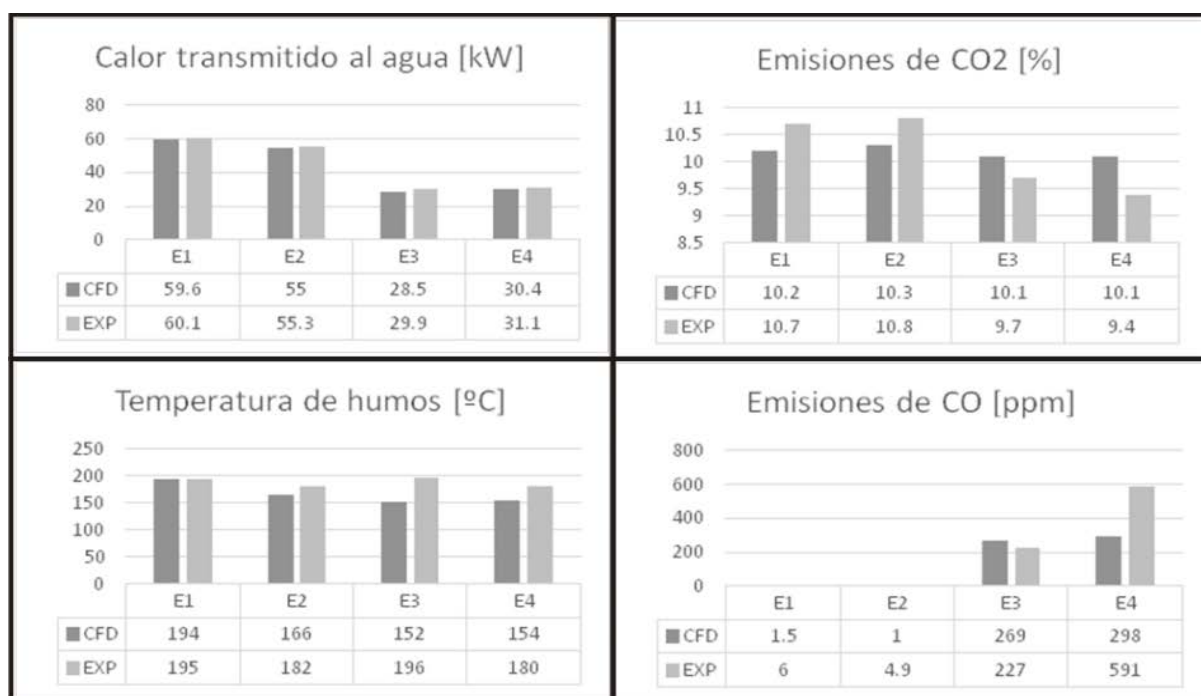 Calor transmitido al agua [kW]
80
60
40
20
0
E1 E2 E3 E4
CFD 59.6 55 28.5 30.4
EXP 60.1 55.3 29.9 31.1
Emisiones de CO2 [%]
11
10.5
10
9.5
9
8.5
E1 E2 E3 E4
CFD 10.2 10.3 10.1 10.1
EXP 10.7 10.8 9.7 9.4
Temperatura de humos [ºC]
250
200
150
100
50
0
E1 E2 E3 E4
CFD 194 166 152 154
EXP 195 182 196 180
Emisiones de CO [ppm]
800
600
400
200
0
E1 E2 E3 E4
CFD 1.5 1 269 298
EXP 6 4.9 227 591